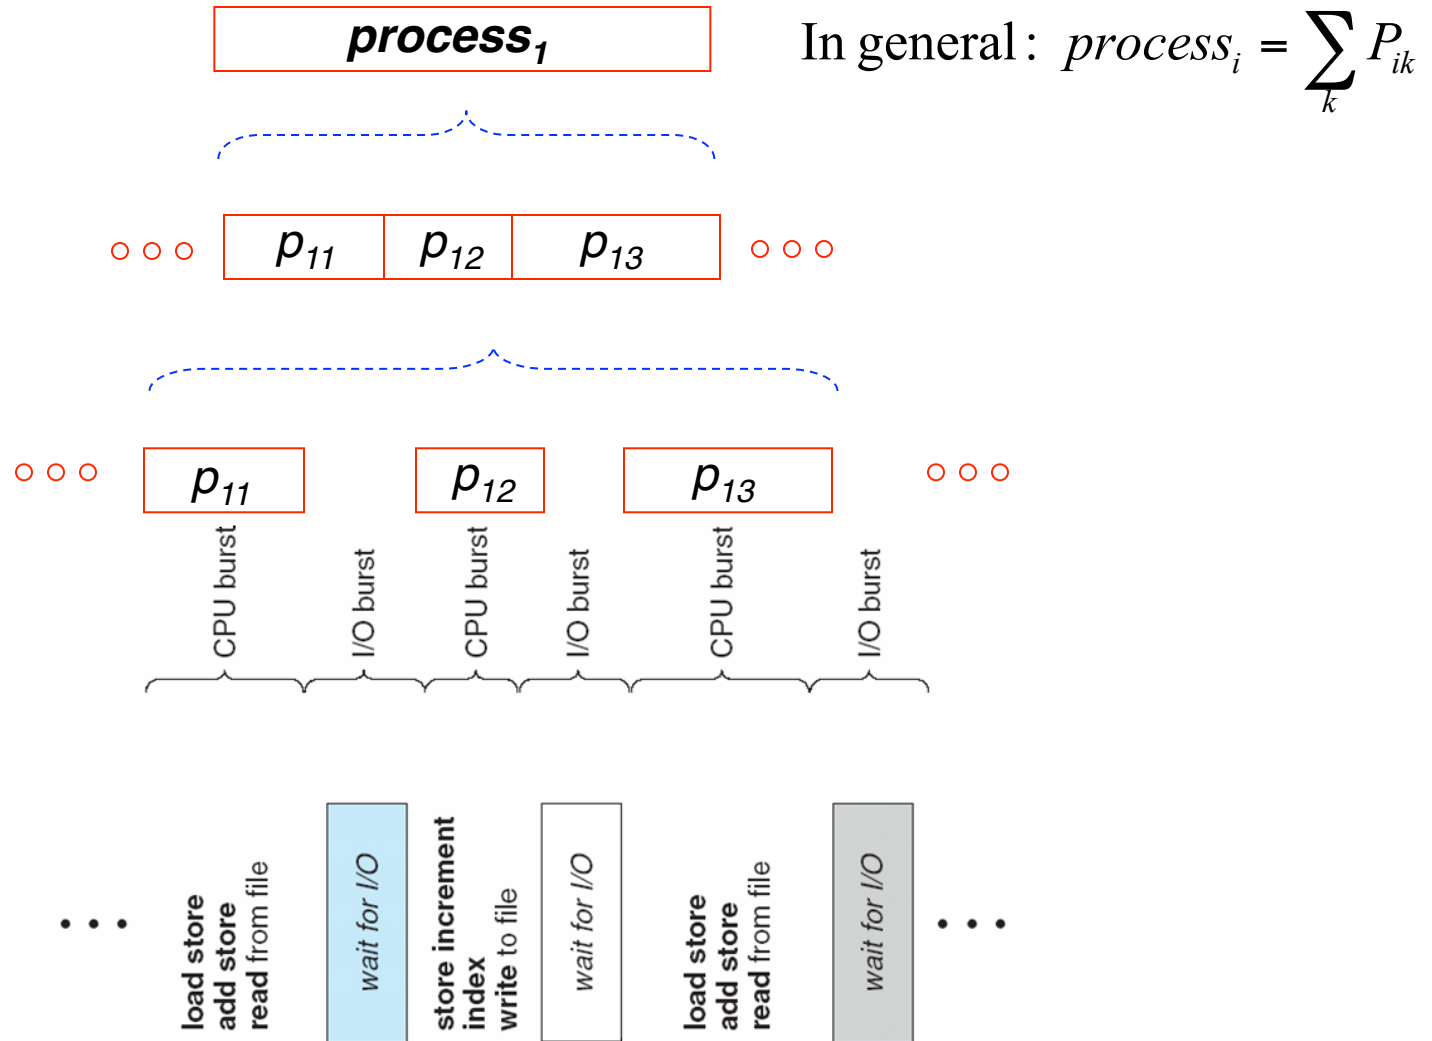 process₁
In general : processᵢ = ∑ₖ Pᵢₖ
p₁₁ p₁₂ p₁₃
p₁₁ p₁₂ p₁₃
CPU burst
I/O burst
CPU burst
I/O burst
CPU burst
I/O burst
• • •
load store
add store
read from file
wait for I/O
store increment
index
write to file
wait for I/O
load store
add store
read from file
wait for I/O
• • •